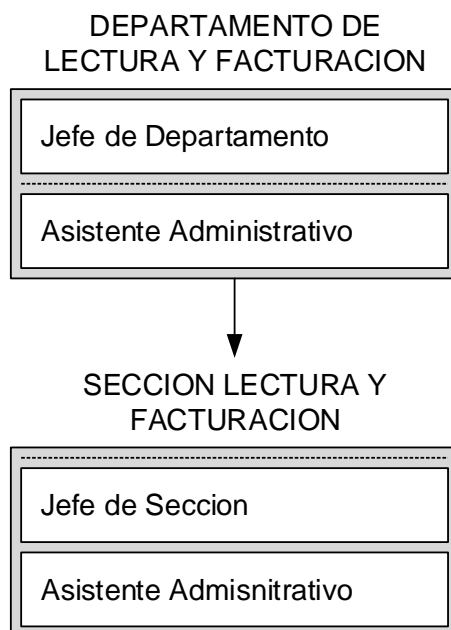 DEPARTAMENTO DE
LECTURA Y FACTURACION
Jefe de Departamento
Asistente Administrativo
SECCION LECTURA Y
FACTURACION
Jefe de Seccion
Asistente Admisnitrativo